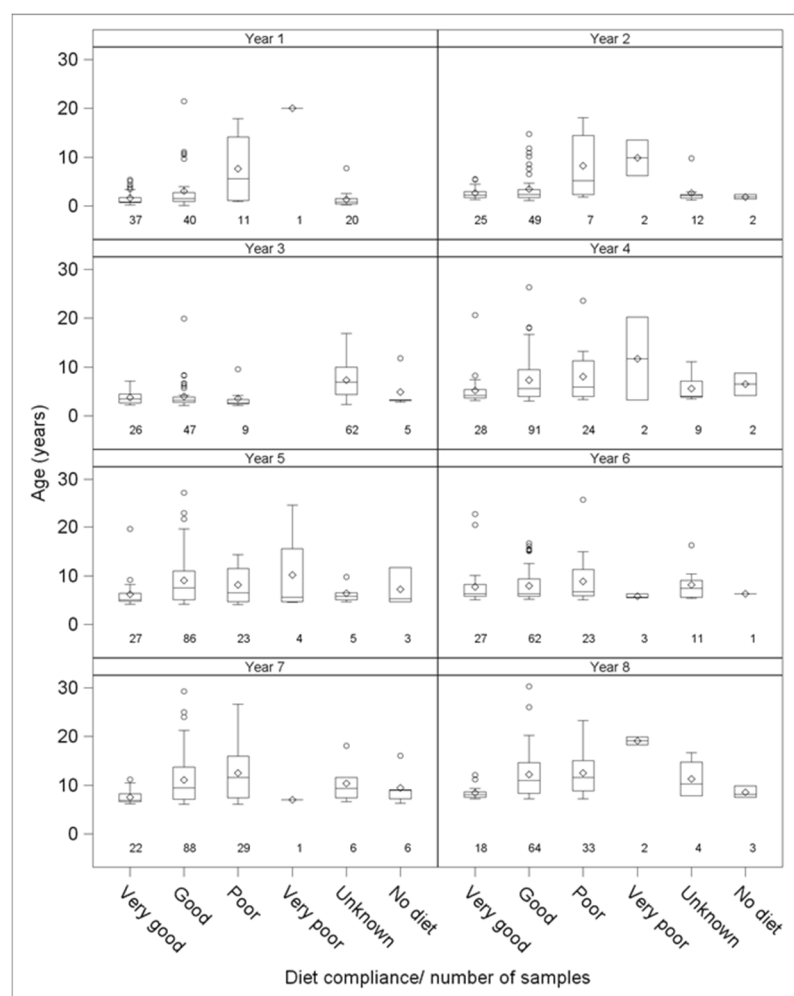 Year 1 Year 2
30
20
10
0
37 40 11 1 20 25 49 7 2 12 2
Year 3 Year 4
30
20
10
0
26 47 9 62 5 28 91 24 2 9 2
Age (years)
Year 5 Year 6
30
20
10
0
27 86 23 4 5 3 27 62 23 3 11 1
Year 7 Year 8
30
20
10
0
22 88 29 1 6 6 18 64 33 2 4 3
Very good Good Poor Very poor Unknown No diet Very good Good Poor Very poor Unknown No diet
Diet compliance/ number of samples